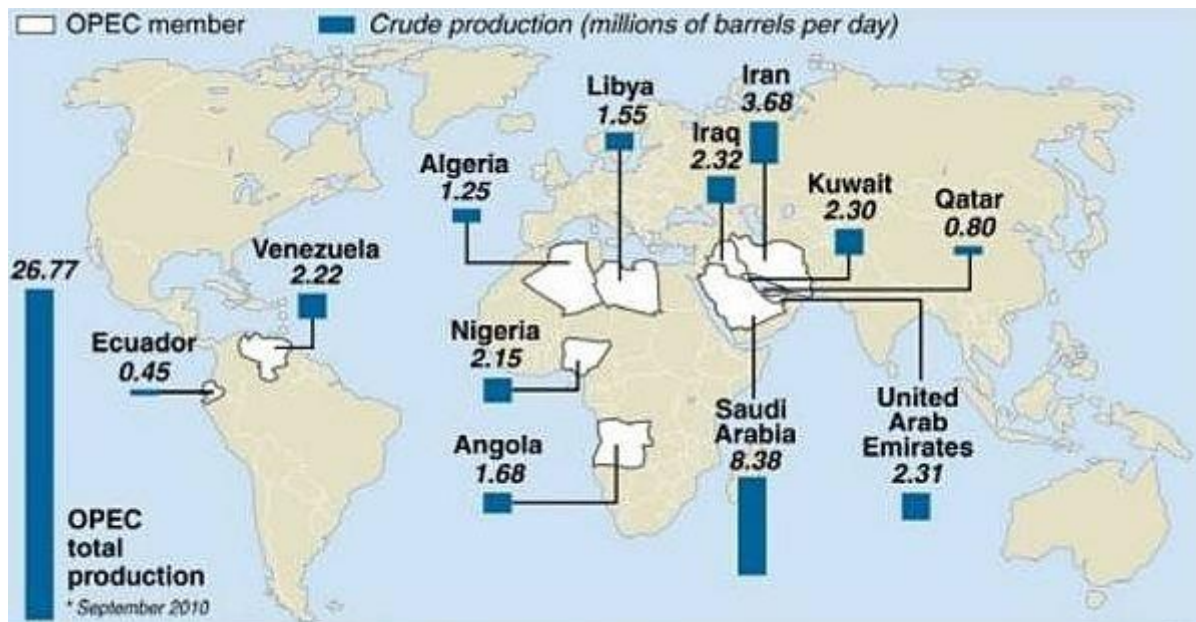 OPEC member
Crude production (millions of barrels per day)
Iran
3.68
Libya
1.55
Iraq
2.32
Algeria
1.25
Kuwait
2.30
Qatar
0.80
Venezuela
2.22
26.77
Ecuador
0.45
Nigeria
2.15
Saudi
Arabia
8.38
United
Arab
Emirates
2.31
Angola
1.68
OPEC
total
production
* September 2010